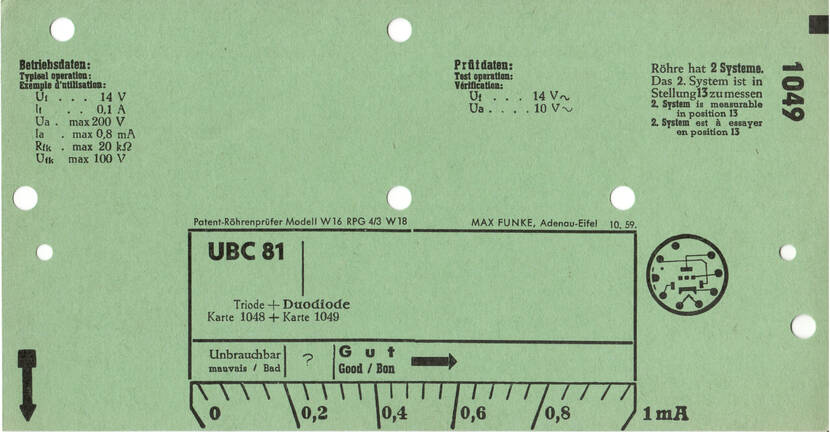 Betriebsdaten:
Typical operation:
Exemple d'utilisation:
Uf . . . 14 V
If . . . 0,1 A
Ua . max 200 V
Ia . max 0,8 mA
Rfk . max 20 kΩ
Ufk max 100 V
Prüfdaten:
Test operation:
Vérification:
Uf . . . 14 V~
Ua . . . . 10 V~
Röhre hat 2 Systeme.
Das 2. System ist in
Stellung 13 zu messen
2. System is measurable
in position 13
2. System est à essayer
en position 13
1049
Patent-Röhrenprüfer Modell W16 RPG 4/3 W18 MAX FUNKE, Adenau-Eifel 10. 59.
UBC 81
Triode + Duodiode
Karte 1048 + Karte 1049
Unbrauchbar ? Gut
mauvais / Bad Good / Bon
0 0,2 0,4 0,6 0,8 1 mA